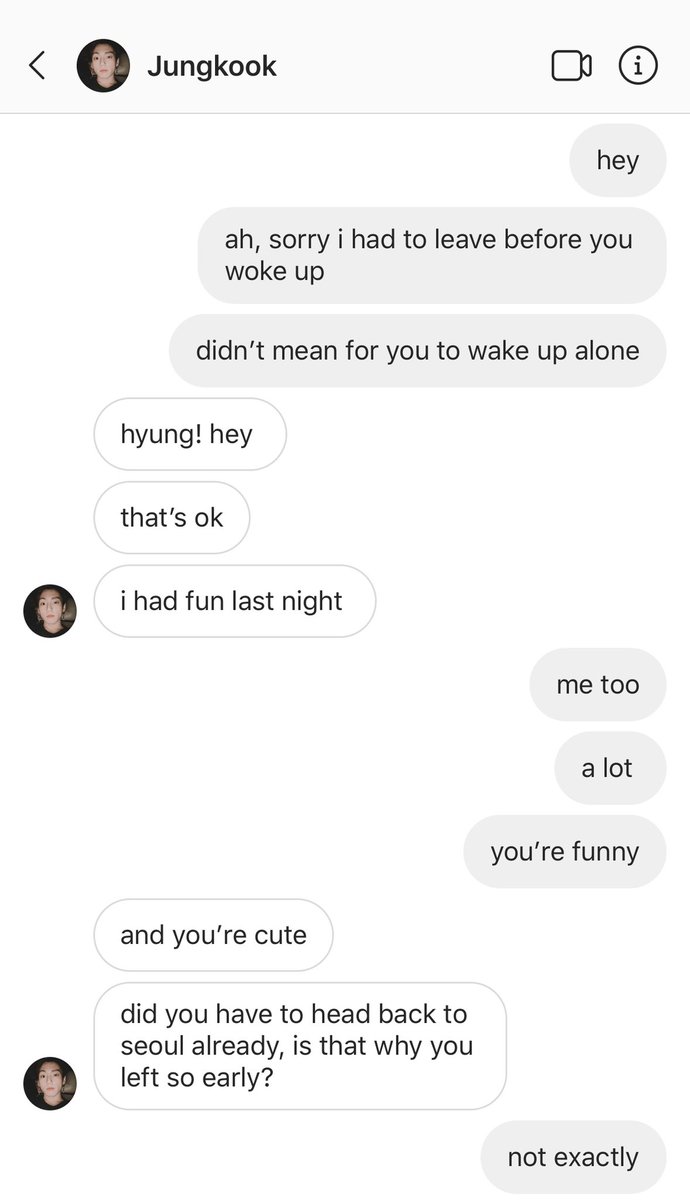 Jungkook
hey
ah, sorry i had to leave before you
woke up
didn’t mean for you to wake up alone
hyung! hey
that’s ok
i had fun last night
me too
a lot
you’re funny
and you’re cute
did you have to head back to
seoul already, is that why you
left so early?
not exactly